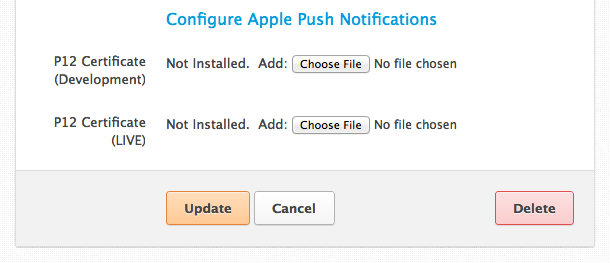 Configure Apple Push Notifications
P12 Certificate Not Installed. Add: Choose File No file chosen
(Development)
P12 Certificate Not Installed. Add: Choose File No file chosen
(LIVE)
Update Cancel Delete